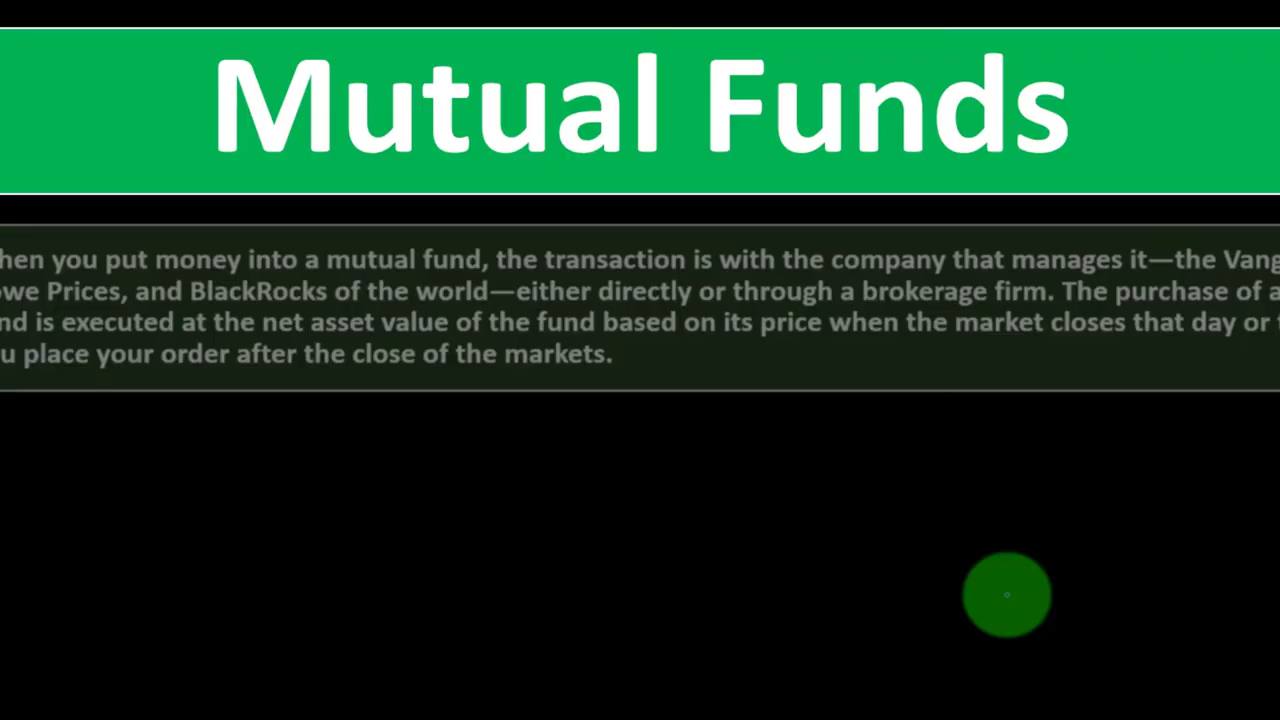 Mutual Funds
hen you put money into a mutual fund, the transaction is with the company that manages it—the Vang
owe Prices, and BlackRocks of the world—either directly or through a brokerage firm. The purchase of a
nd is executed at the net asset value of the fund based on its price when the market closes that day or
u place your order after the close of the markets.